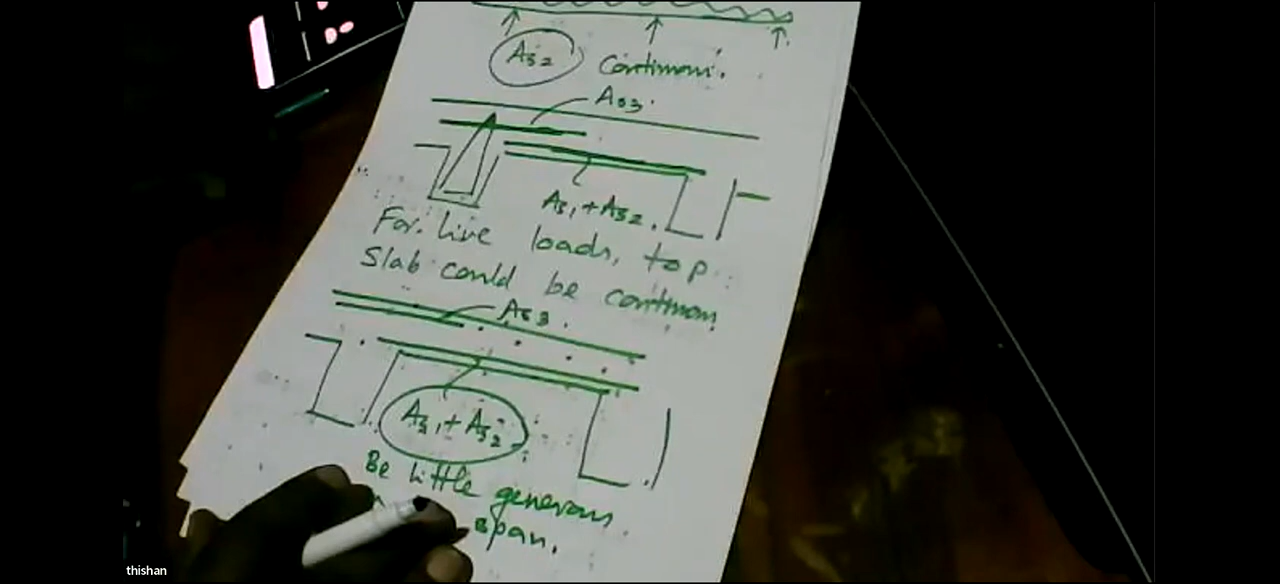 As2 Continuous.
As3.
As1 + As2.
For live loads, top
Slab could be continous
As3.
As1 + As2
Be little generous
span.
thishan